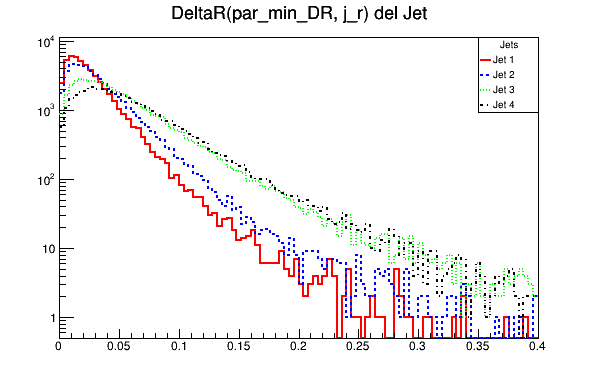 DeltaR(par_min_DR, j_r) del Jet
Jets
Jet 1
Jet 2
Jet 3
Jet 4
10^4
10^3
10^2
10
1
0 0.05 0.1 0.15 0.2 0.25 0.3 0.35 0.4